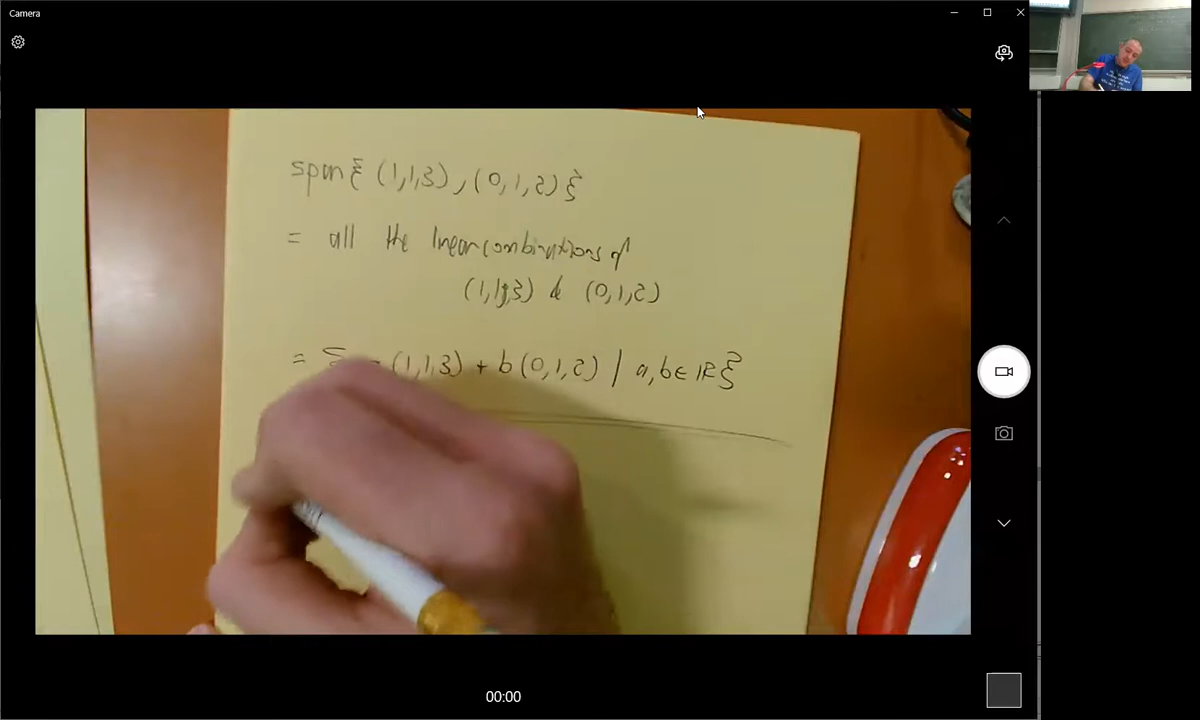 Camera
span{ (1,1,3), (0,1,2) }
= all the linear combinations of
(1,1,3) & (0,1,2)
= { (1,1,3) + b(0,1,2) | a,b ∈ ℝ }
00:00